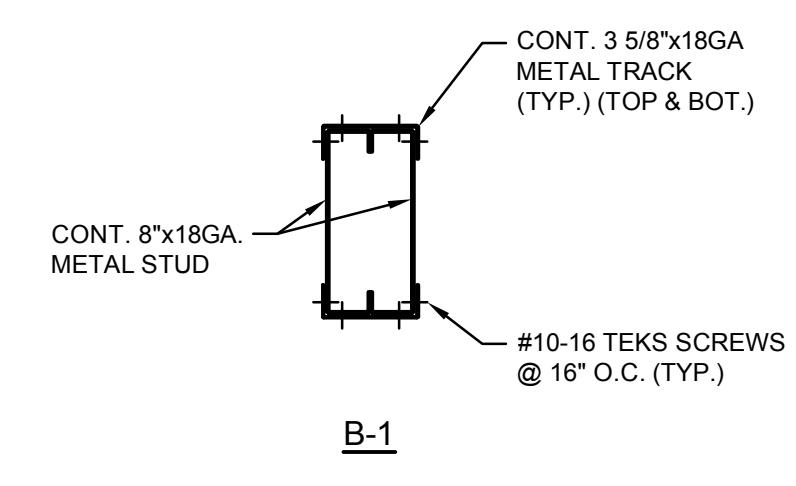 CONT. 3 5/8"x18GA
METAL TRACK
(TYP.) (TOP & BOT.)
CONT. 8"x18GA.
METAL STUD
#10-16 TEKS SCREWS
@ 16" O.C. (TYP.)
B-1